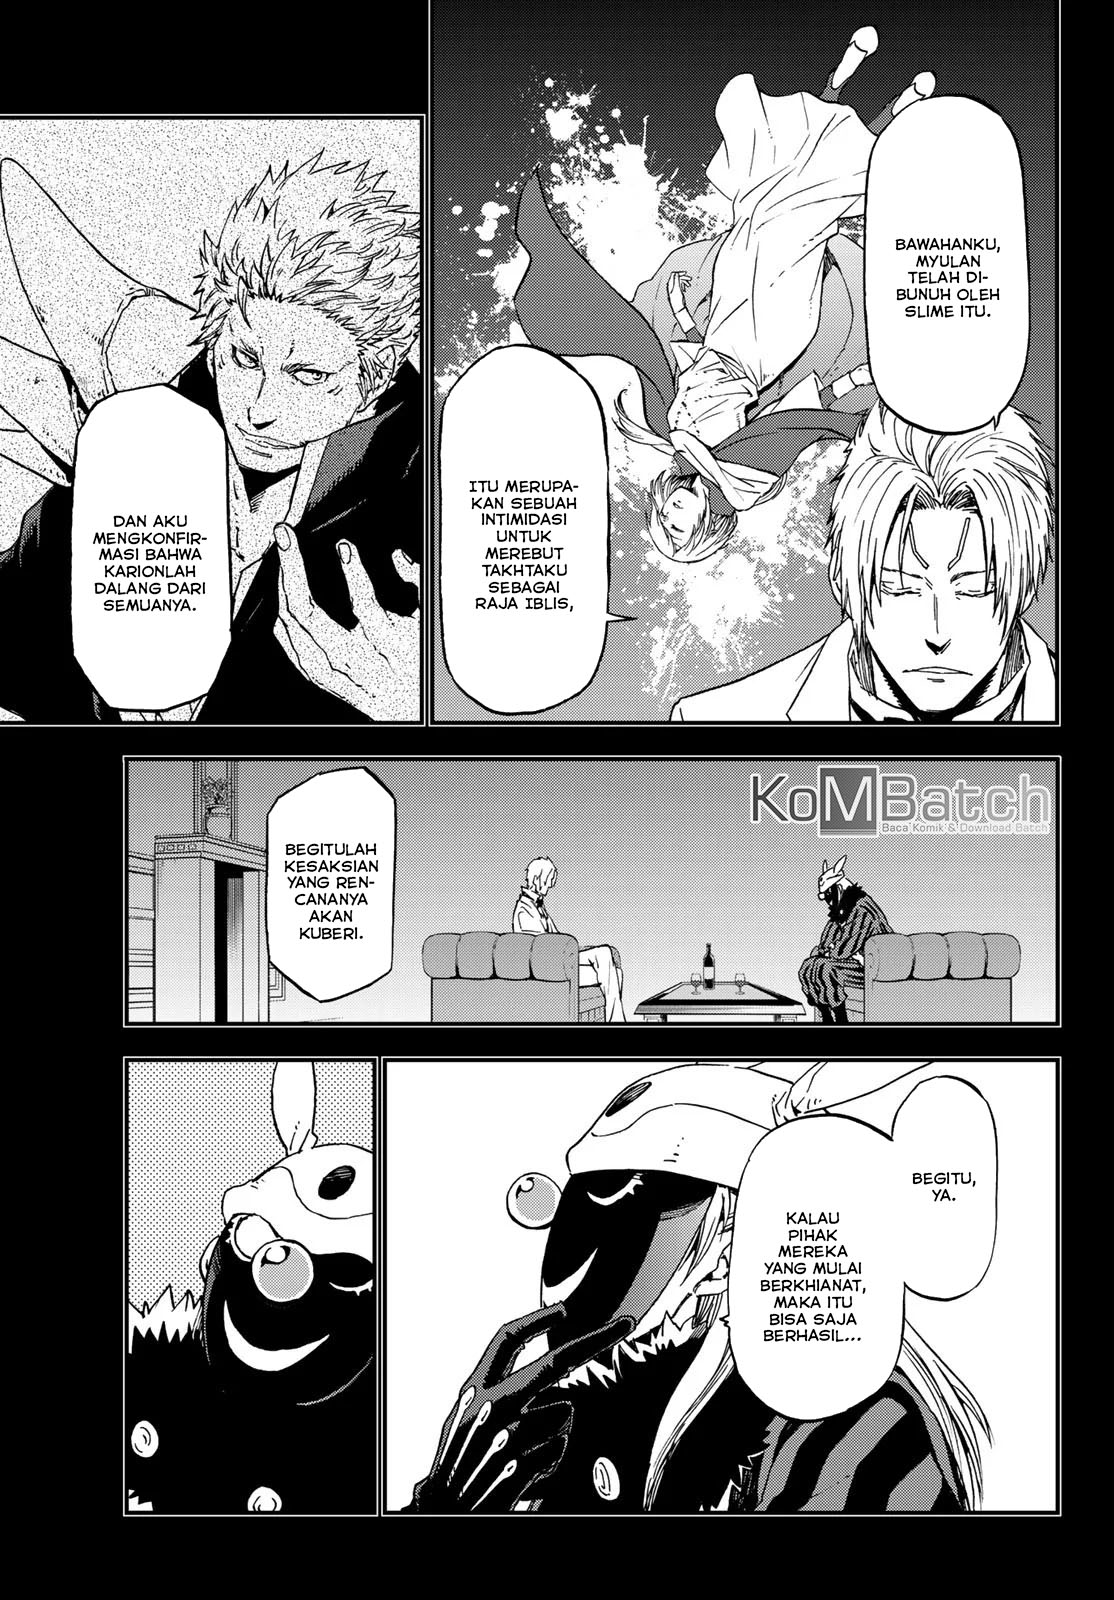 BAWAHANKU,
MYULAN
TELAH DI-
BUNUH OLEH
SLIME ITU.
ITU MERUPA-
KAN SEBUAH
INTIMIDASI
UNTUK
MEREBUT
TAKHTAKU
SEBAGAI
RAJA IBLIS,
DAN AKU
MENGKONFIR-
MASI BAHWA
KARIONLAH
DALANG DARI
SEMUANYA.
KoMBatch
Baca Komik & Download Batch
BEGITULAH
KESAKSIAN
YANG REN-
CANANYA
AKAN
KUBERI.
BEGITU,
YA.
KALAU
PIHAK
MEREKA
YANG MULAI
BERKHIANAT,
MAKA ITU
BISA SAJA
BERHASIL...